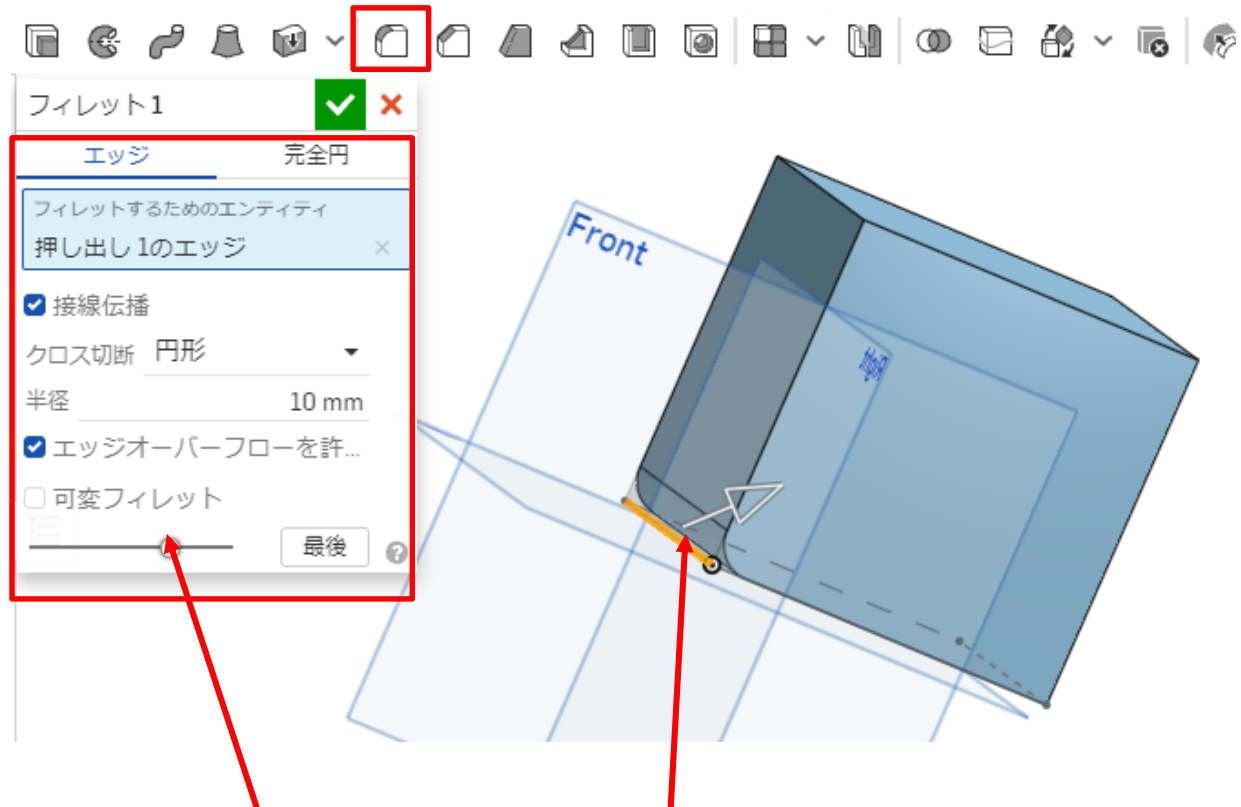 フィレット 1
エッジ 完全円
フィレットするためのエンティティ
押し出し 1のエッジ
接線伝播
クロス切断 円形
半径 10 mm
エッジオーバーフローを許...
可変フィレット
最後
Front
Right